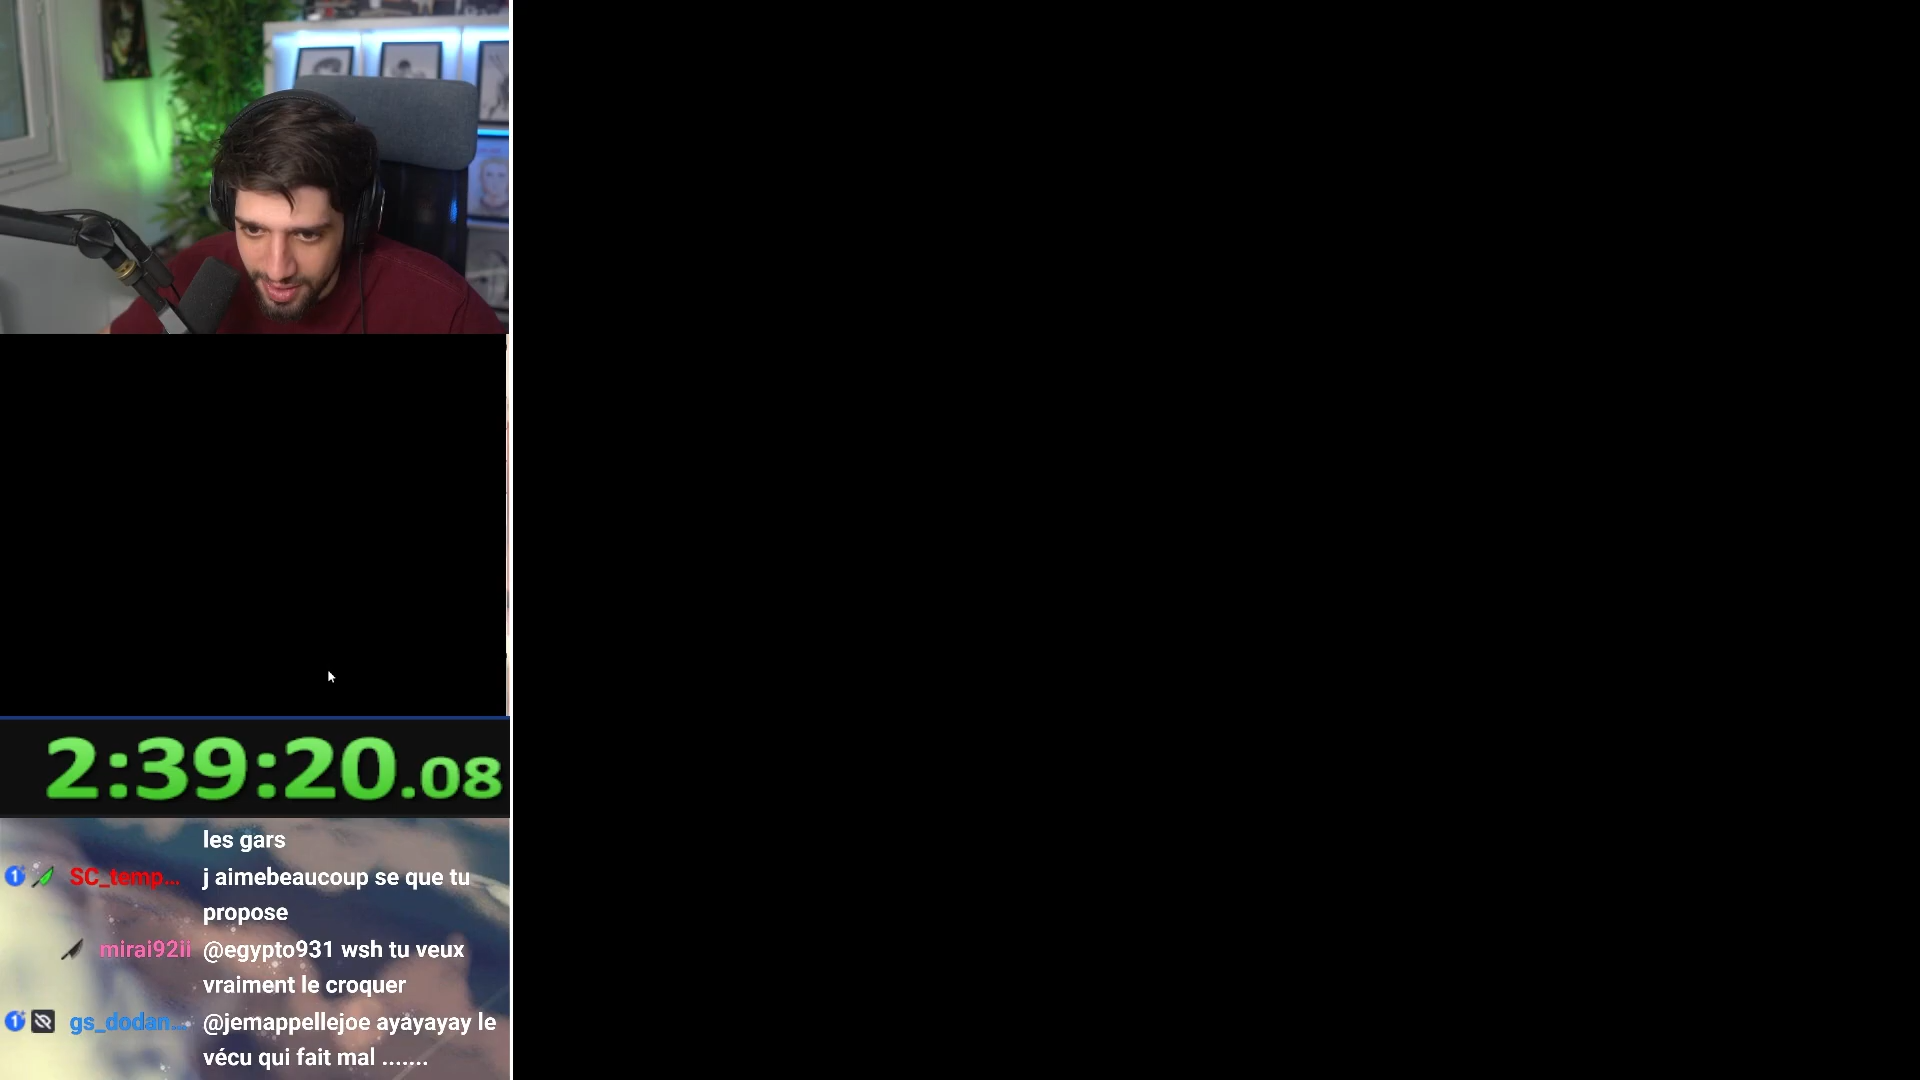 2:39:20.08
les gars
SC_temp... j aimebeaucoup se que tu
propose
mirai92ii @egypto931 wsh tu veux
vraiment le croquer
gs_dodan... @jemappellejoe ayayayay le
vécu qui fait mal .......